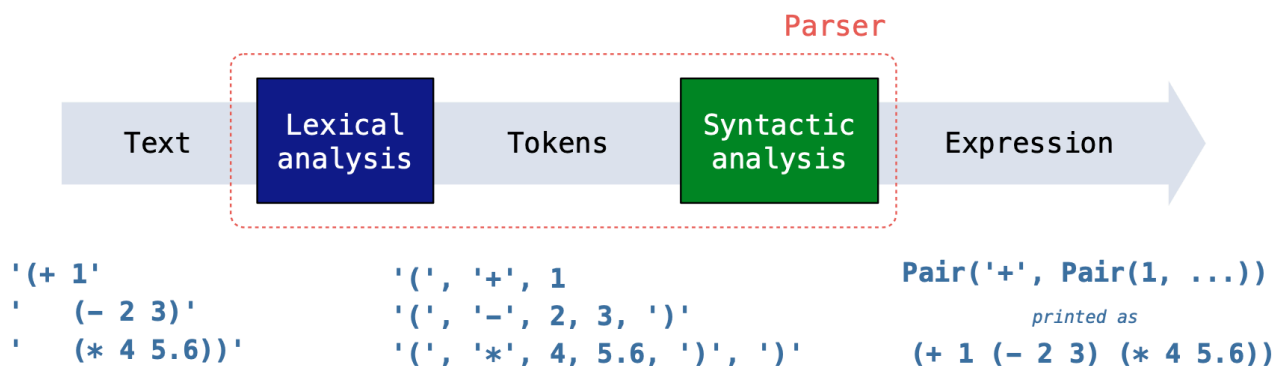 Parser
Text
Lexical
analysis
Tokens
Syntactic
analysis
Expression
'(+ 1'
'   (- 2 3)'
'   (* 4 5.6))'
'(', '+', 1
'(', '-', 2, 3, ')'
'(', '*', 4, 5.6, ')', ')'
Pair('+', Pair(1, ...))
printed as
(+ 1 (- 2 3) (* 4 5.6))